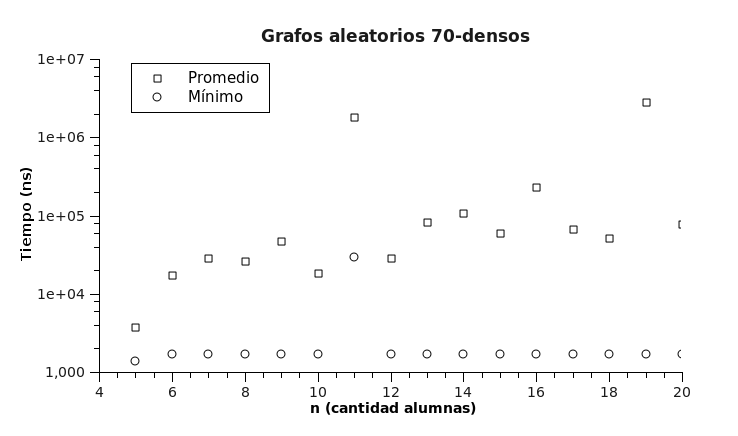 Grafos aleatorios 70-densos
1e+07
Promedio
Mínimo
1e+06
1e+05
1e+04
1,000
Tiempo (ns)
4 6 8 10 12 14 16 18 20
n (cantidad alumnas)